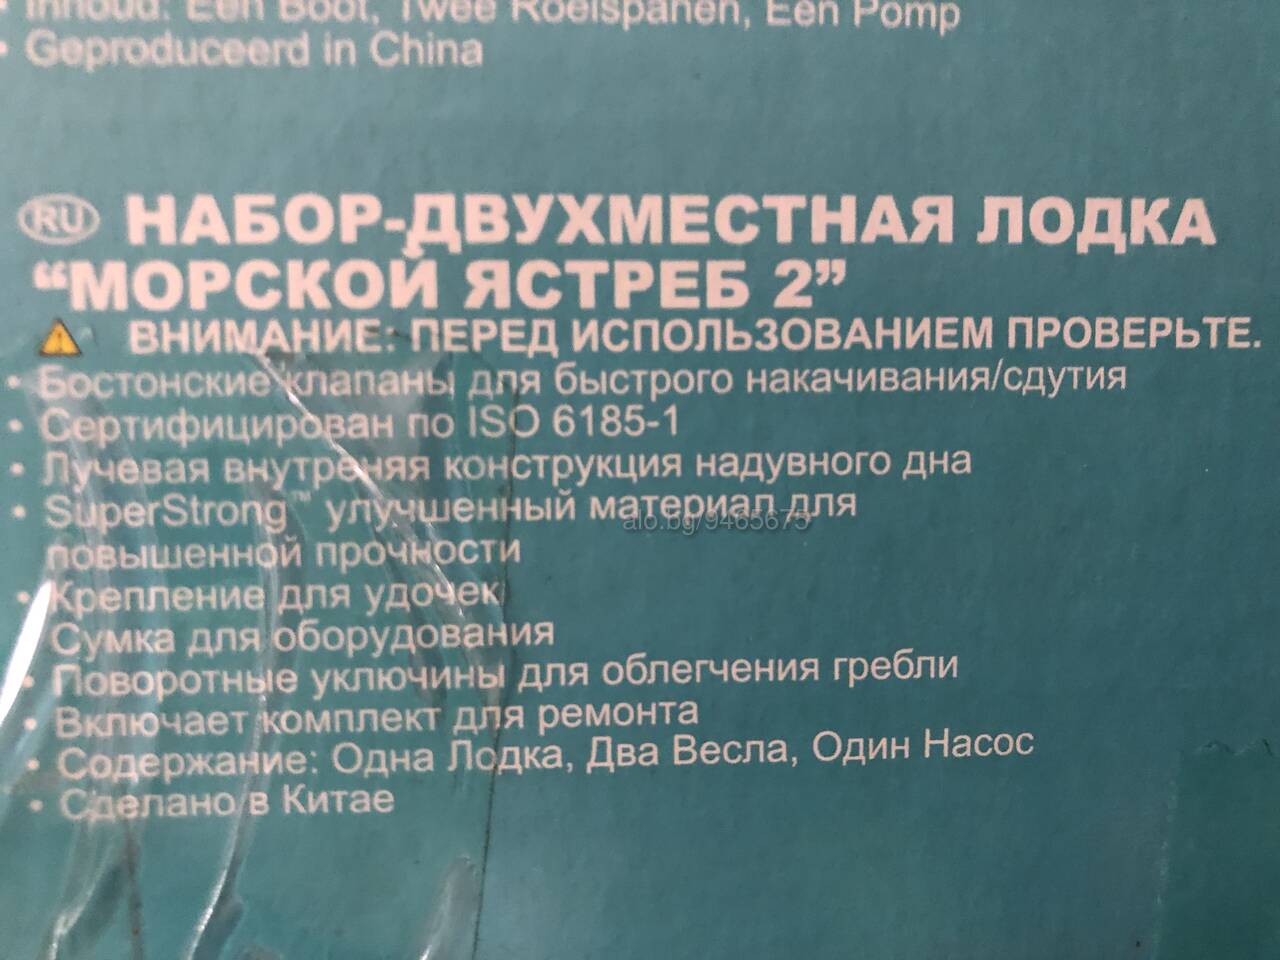 • Inhoud: Een Boot, Twee Roeispanen, Een Pomp
• Geproduceerd in China
RU НАБОР-ДВУХМЕСТНАЯ ЛОДКА
“МОРСКОЙ ЯСТРЕБ 2”
ВНИМАНИЕ: ПЕРЕД ИСПОЛЬЗОВАНИЕМ ПРОВЕРЬТЕ.
• Бостонские клапаны для быстрого накачивания/сдутия
• Сертифицирован по ISO 6185-1
• Лучевая внутреняя конструкция надувного дна
• SuperStrong™ улучшенный материал для
повышенной прочности
• Крепление для удочек
Сумка для оборудования
• Поворотные уключины для облегчения гребли
• Включает комплект для ремонта
• Содержание: Одна Лодка, Два Весла, Один Насос
• Сделано в Китае
alo.bg/9465675